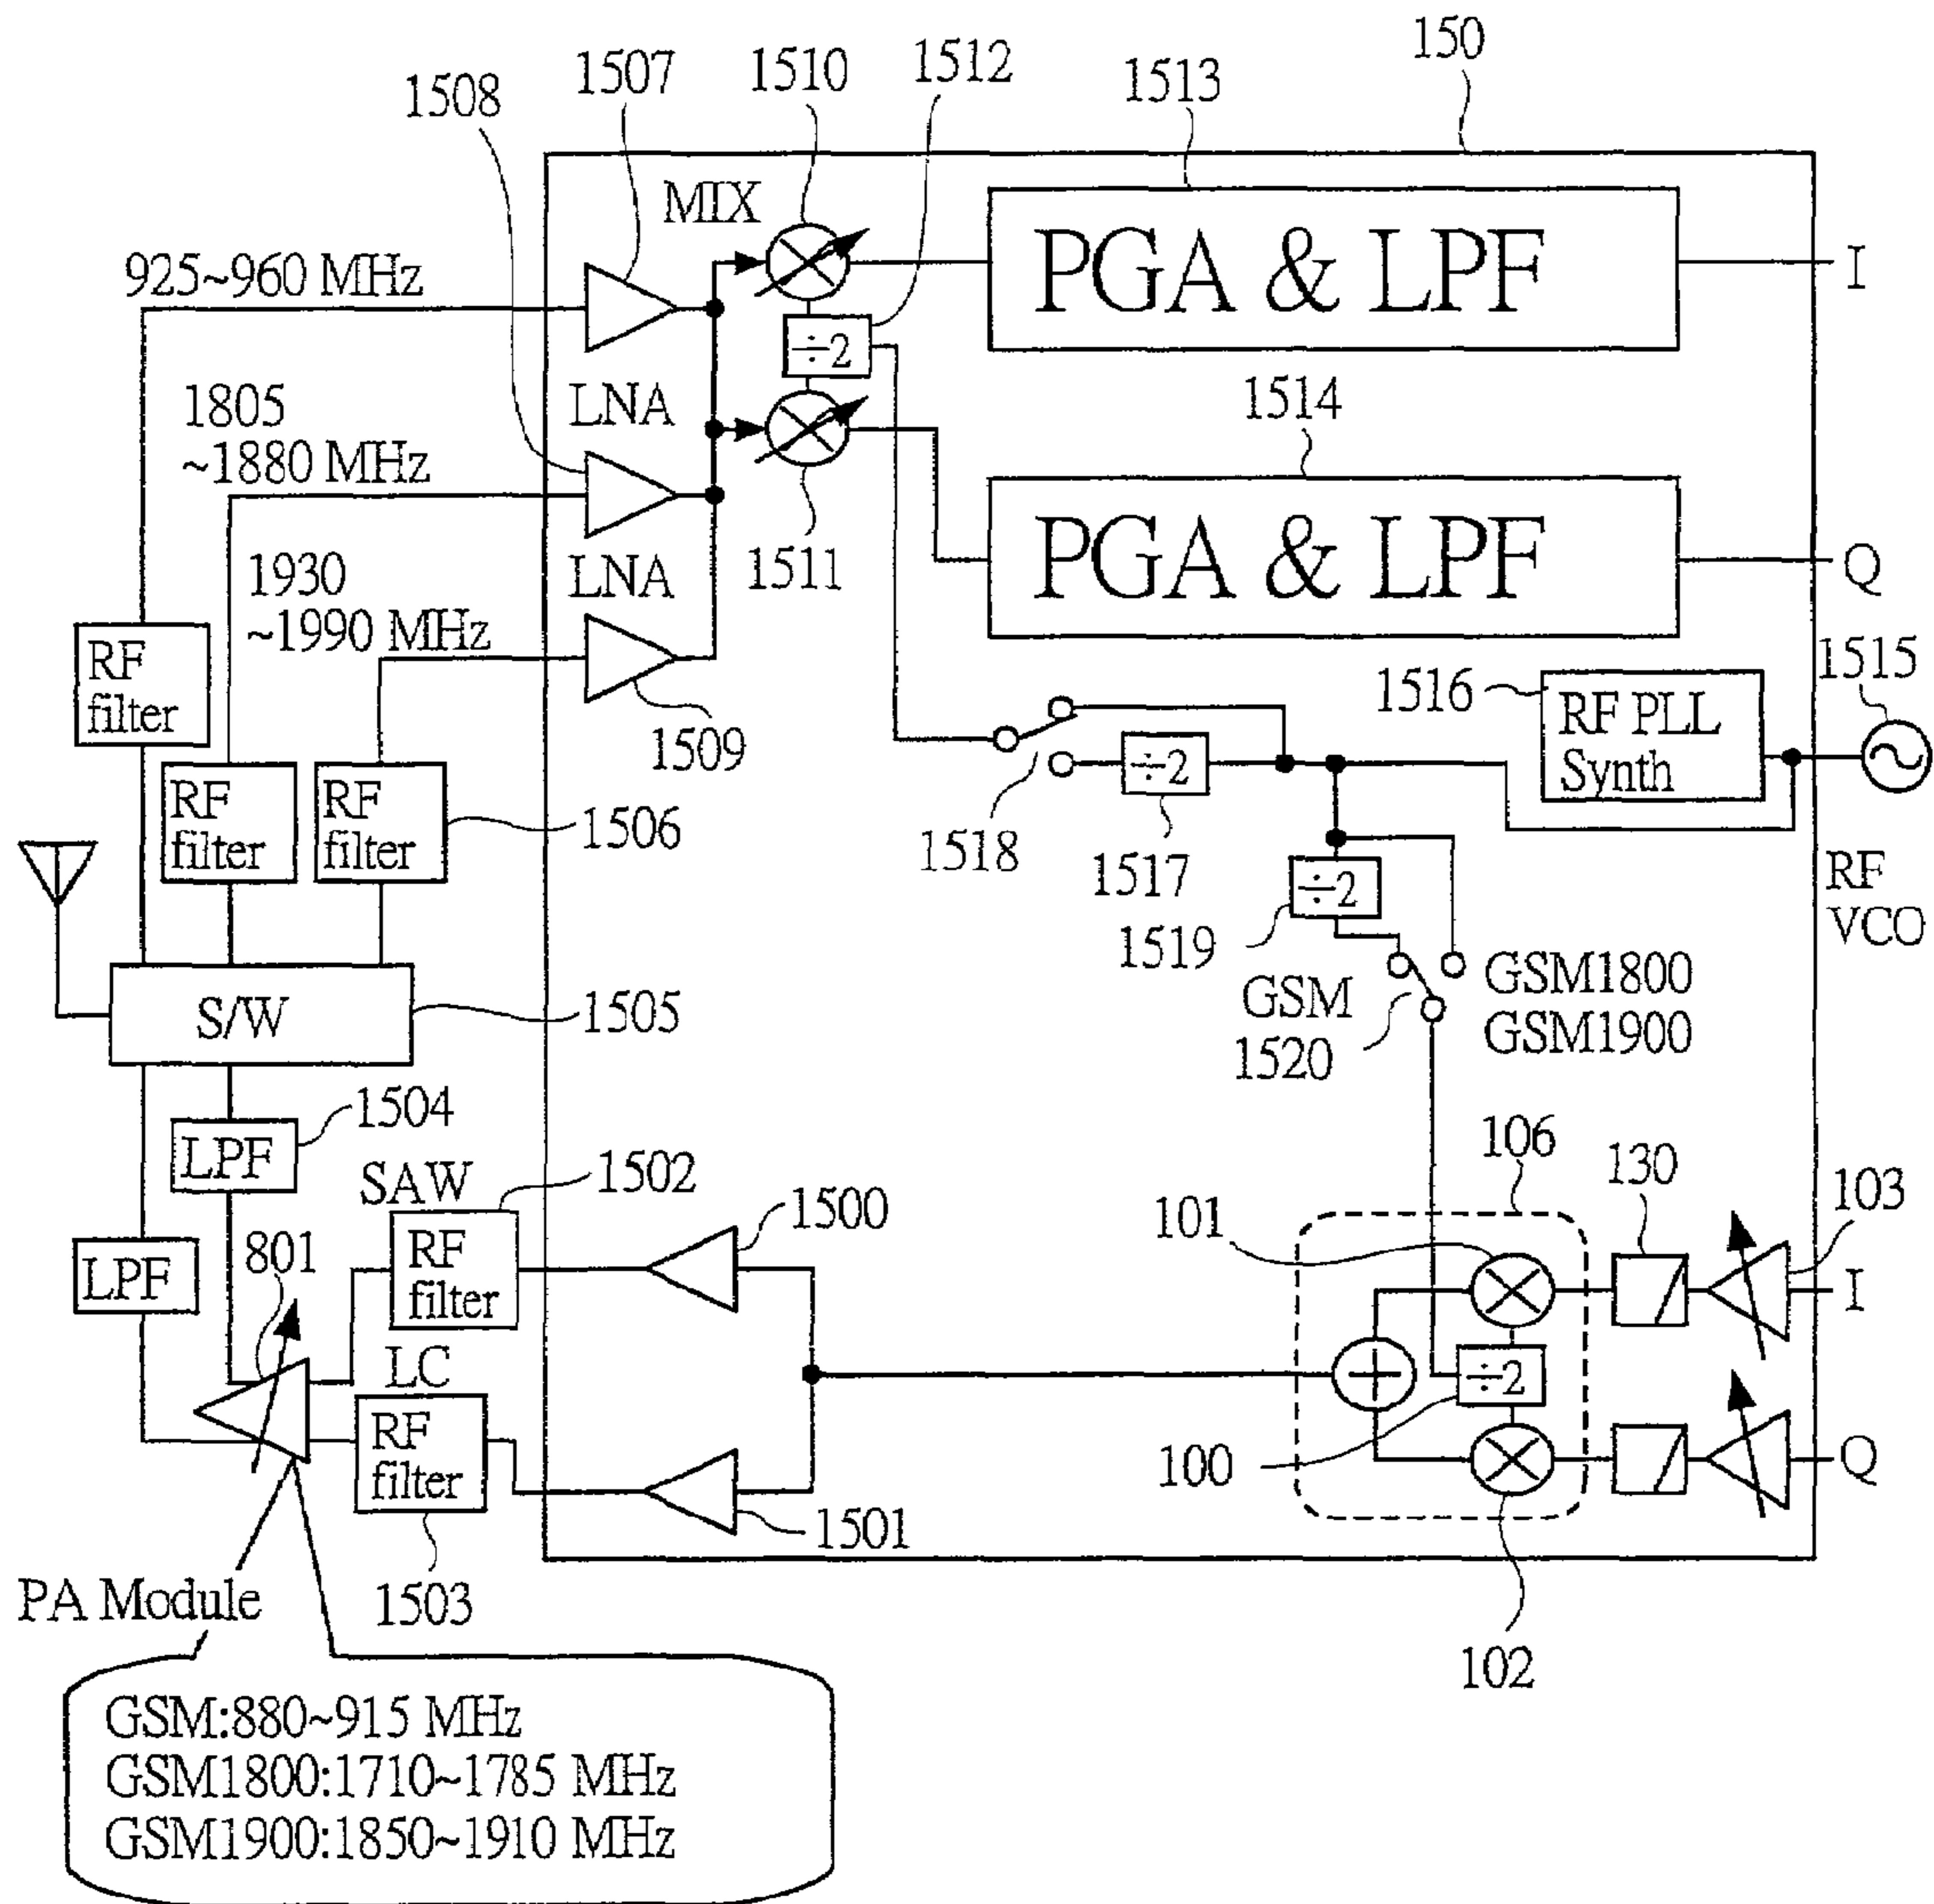 150
1507
1510
1512
1513
1508
MIX
PGA & LPF
I
925~960 MHz
÷2
1805
~1880 MHz
LNA
1514
PGA & LPF
Q
1511
LNA
1930
~1990 MHz
RF
filter
1509
1516
RF PLL
Synth
1515
RF
filter
RF
filter
1506
1518
÷2
1517
RF
VCO
÷2
1519
GSM
1520
GSM1800
GSM1900
S/W
1505
LPF
1504
SAW
1502
1500
106
130
103
101
LPF
801
RF
filter
I
LC
÷2
RF
filter
100
Q
1501
PA Module
1503
102
GSM:880~915 MHz
GSM1800:1710~1785 MHz
GSM1900:1850~1910 MHz